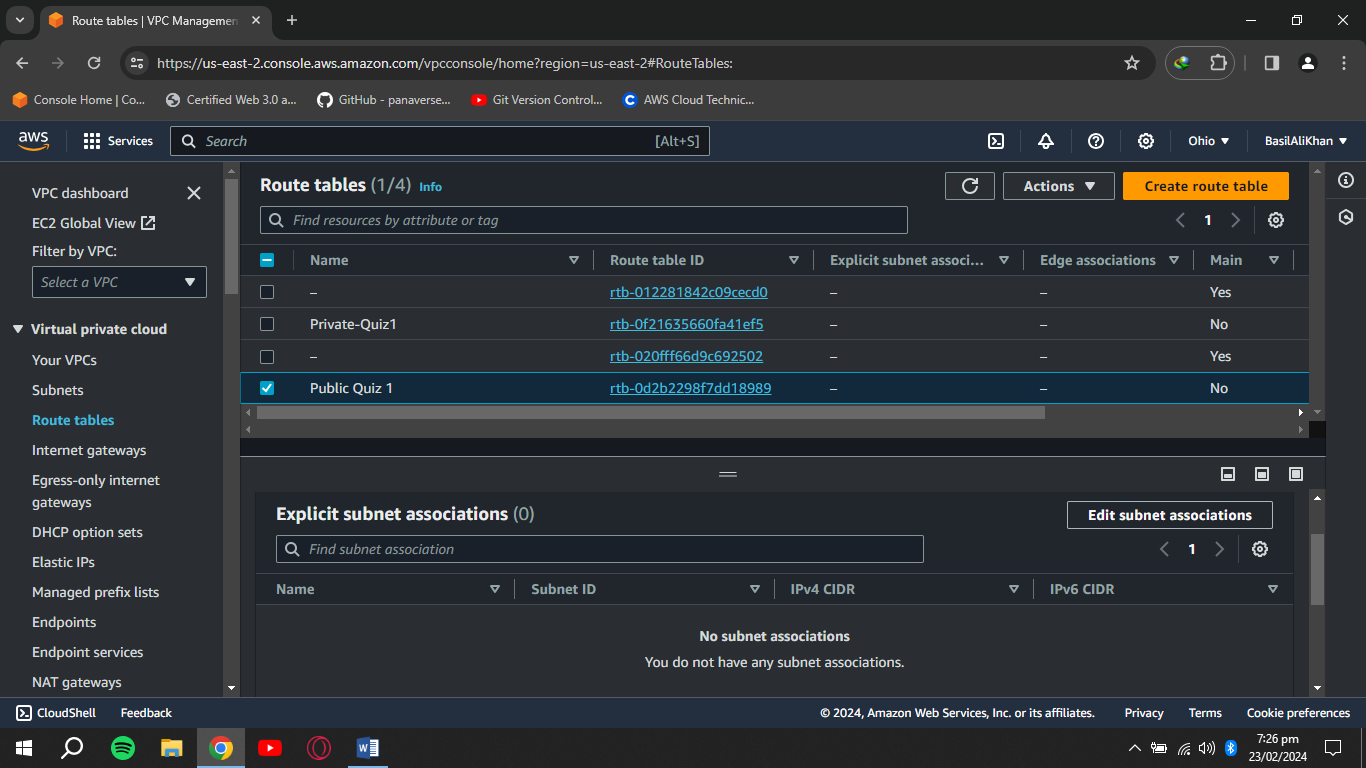 Route tables | VPC Managemen
https://us-east-2.console.aws.amazon.com/vpcconsole/home?region=us-east-2#RouteTables:
Console Home | Co...
Certified Web 3.0 a...
GitHub - panaverse...
Git Version Control...
AWS Cloud Technic...
aws
Services
Search
[Alt+S]
Ohio
BasilAliKhan
VPC dashboard
EC2 Global View
Filter by VPC:
Select a VPC
Virtual private cloud
Your VPCs
Subnets
Route tables
Internet gateways
Egress-only internet
gateways
DHCP option sets
Elastic IPs
Managed prefix lists
Endpoints
Endpoint services
NAT gateways
Route tables (1/4) Info
Actions
Create route table
Find resources by attribute or tag
1
Name Route table ID Explicit subnet associ... Edge associations Main
– rtb-012281842c09cecd0 – – Yes
Private-Quiz1 rtb-0f21635660fa41ef5 – – No
– rtb-020fff66d9c692502 – – Yes
Public Quiz 1 rtb-0d2b2298f7dd18989 – – No
Explicit subnet associations (0)
Edit subnet associations
Find subnet association
1
Name Subnet ID IPv4 CIDR IPv6 CIDR
No subnet associations
You do not have any subnet associations.
CloudShell Feedback
© 2024, Amazon Web Services, Inc. or its affiliates. Privacy Terms Cookie preferences
7:26 pm
23/02/2024